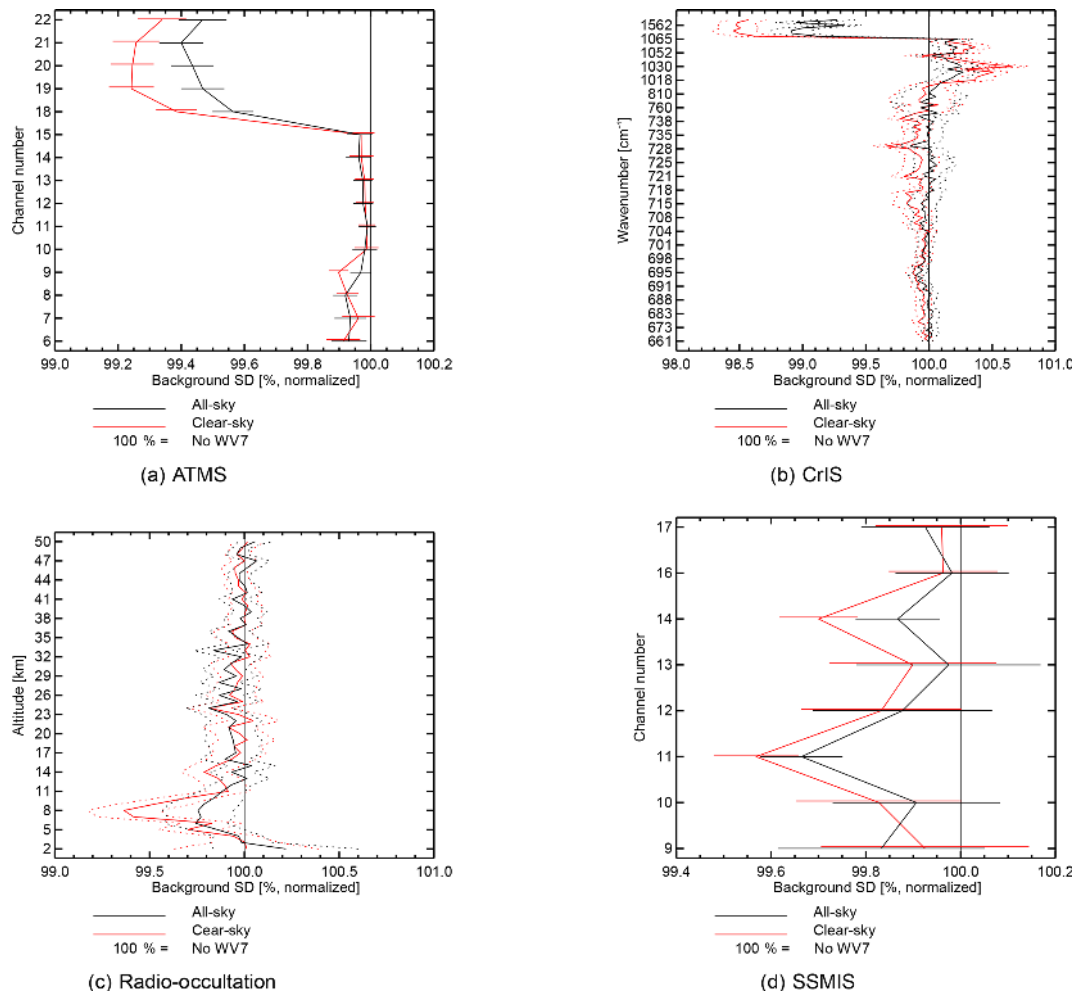 22
21
20
19
18
15
14
13
12
11
10
9
8
7
6
Channel number
99.0 99.2 99.4 99.6 99.8 100.0 100.2
Background SD [%, normalized]
All-sky
Clear-sky
100 % = No WV7
(a) ATMS
1562
1065
1052
1030
1018
810
760
738
735
728
725
721
718
715
708
704
701
698
695
691
688
683
673
661
Wavenumber [cm⁻¹]
98.0 98.5 99.0 99.5 100.0 100.5 101.0
Background SD [%, normalized]
All-sky
Clear-sky
100 % = No WV7
(b) CrIS
50
47
44
41
38
35
32
29
26
23
20
17
14
11
8
5
2
Altitude [km]
99.0 99.5 100.0 100.5 101.0
Background SD [%, normalized]
All-sky
Cear-sky
100 % = No WV7
(c) Radio-occultation
17
16
14
13
12
11
10
9
Channel number
99.4 99.6 99.8 100.0 100.2
Background SD [%, normalized]
All-sky
Clear-sky
100 % = No WV7
(d) SSMIS